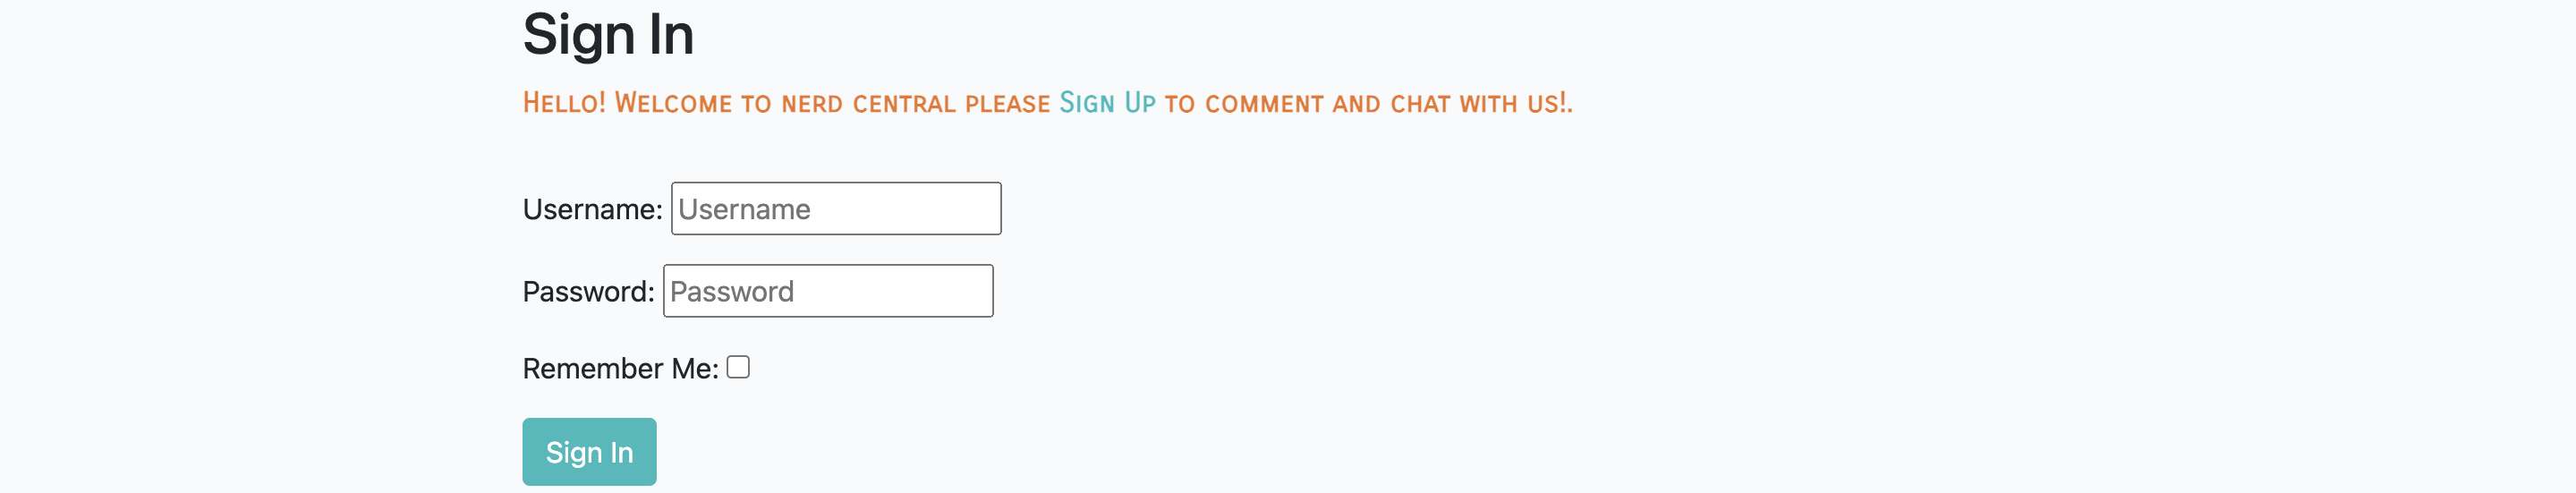 Sign In
Hello! Welcome to nerd central please Sign Up to comment and chat with us!.
Username: Username
Password: Password
Remember Me:
Sign In